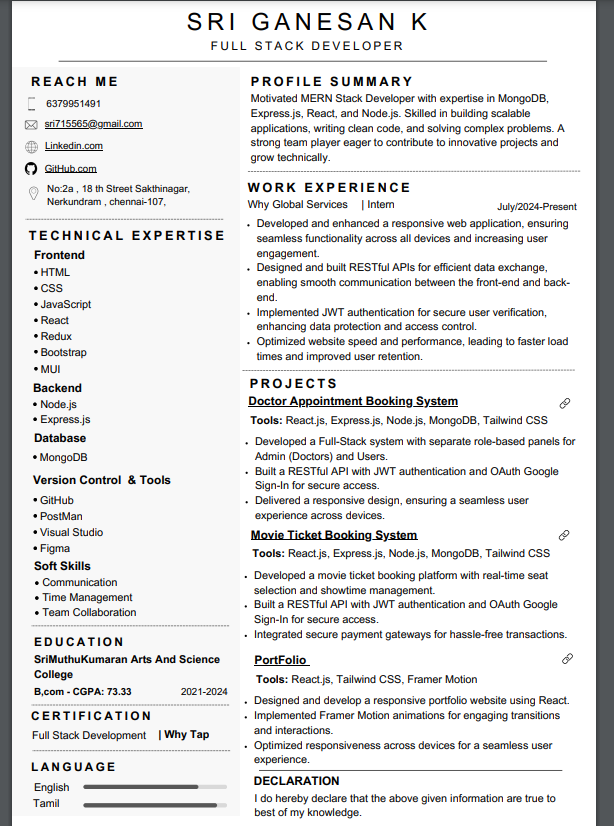 SRI GANESAN K
FULL STACK DEVELOPER
REACH ME
6379951491
sri715565@gmail.com
Linkedin.com
GitHub.com
No:2a , 18 th Street Sakthinagar,
Nerkundram , chennai-107,
TECHNICAL EXPERTISE
Frontend
• HTML
• CSS
• JavaScript
• React
• Redux
• Bootstrap
• MUI
Backend
• Node.js
• Express.js
Database
• MongoDB
Version Control & Tools
• GitHub
• PostMan
• Visual Studio
• Figma
Soft Skills
• Communication
• Time Management
• Team Collaboration
EDUCATION
SriMuthuKumaran Arts And Science
College
B,com - CGPA: 73.33 2021-2024
CERTIFICATION
Full Stack Development | Why Tap
LANGUAGE
English
Tamil
PROFILE SUMMARY
Motivated MERN Stack Developer with expertise in MongoDB,
Express.js, React, and Node.js. Skilled in building scalable
applications, writing clean code, and solving complex problems. A
strong team player eager to contribute to innovative projects and
grow technically.
WORK EXPERIENCE
Why Global Services | Intern July/2024-Present
• Developed and enhanced a responsive web application, ensuring
seamless functionality across all devices and increasing user
engagement.
• Designed and built RESTful APIs for efficient data exchange,
enabling smooth communication between the front-end and back-
end.
• Implemented JWT authentication for secure user verification,
enhancing data protection and access control.
• Optimized website speed and performance, leading to faster load
times and improved user retention.
PROJECTS
Doctor Appointment Booking System
Tools: React.js, Express.js, Node.js, MongoDB, Tailwind CSS
• Developed a Full-Stack system with separate role-based panels for
Admin (Doctors) and Users.
• Built a RESTful API with JWT authentication and OAuth Google
Sign-In for secure access.
• Delivered a responsive design, ensuring a seamless user
experience across devices.
Movie Ticket Booking System
Tools: React.js, Express.js, Node.js, MongoDB, Tailwind CSS
• Developed a movie ticket booking platform with real-time seat
selection and showtime management.
• Built a RESTful API with JWT authentication and OAuth Google
Sign-In for secure access.
• Integrated secure payment gateways for hassle-free transactions.
PortFolio
Tools: React.js, Tailwind CSS, Framer Motion
• Designed and develop a responsive portfolio website using React.
• Implemented Framer Motion animations for engaging transitions
and interactions.
• Optimized responsiveness across devices for a seamless user
experience.
DECLARATION
I do hereby declare that the above given information are true to
best of my knowledge.